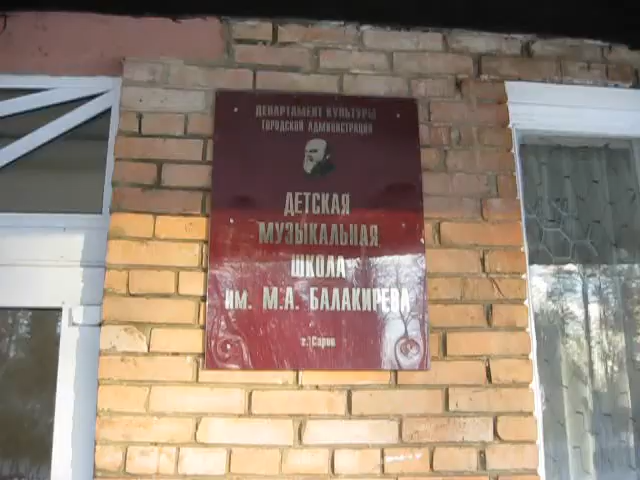 ДЕПАРТАМЕНТ КУЛЬТУРЫ
ГОРОДСКОЙ АДМИНИСТРАЦИИ
ДЕТСКАЯ
МУЗЫКАЛЬНАЯ
ШКОЛА
им. М.А. БАЛАКИРЕВА
г. Саров